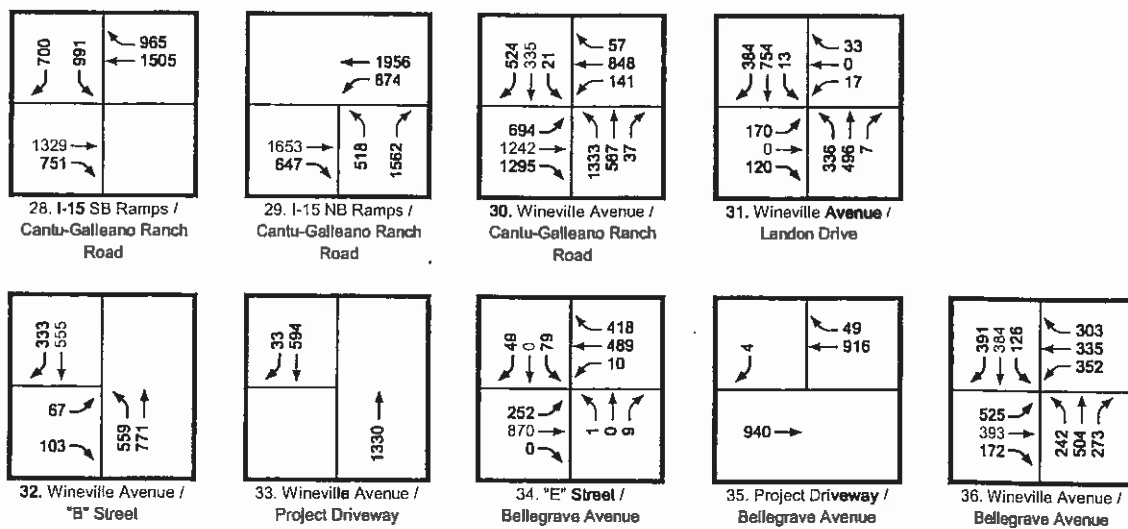 700 991 965
1505
1329
751
28. I-15 SB Ramps /
Cantu-Galleano Ranch
Road
1956
874
1653
647
518 1562
29. I-15 NB Ramps /
Cantu-Galleano Ranch
Road
524 335 21
57
848
141
694
1242
1295
1333 587 37
30. Wineville Avenue /
Cantu-Galleano Ranch
Road
384 754 13
33
0
17
170
0
120
336 496 7
31. Wineville Avenue /
Landon Drive
333 555
67
103
559 771
32. Wineville Avenue /
"B" Street
33 594
1330
33. Wineville Avenue /
Project Driveway
49 0 79
418
489
10
252
870
0
1 0 9
34. "E" Street /
Bellegrave Avenue
4
49
916
940
35. Project Driveway /
Bellegrave Avenue
391 384 126
303
335
352
525
393
172
242 504 273
36. Wineville Avenue /
Bellegrave Avenue